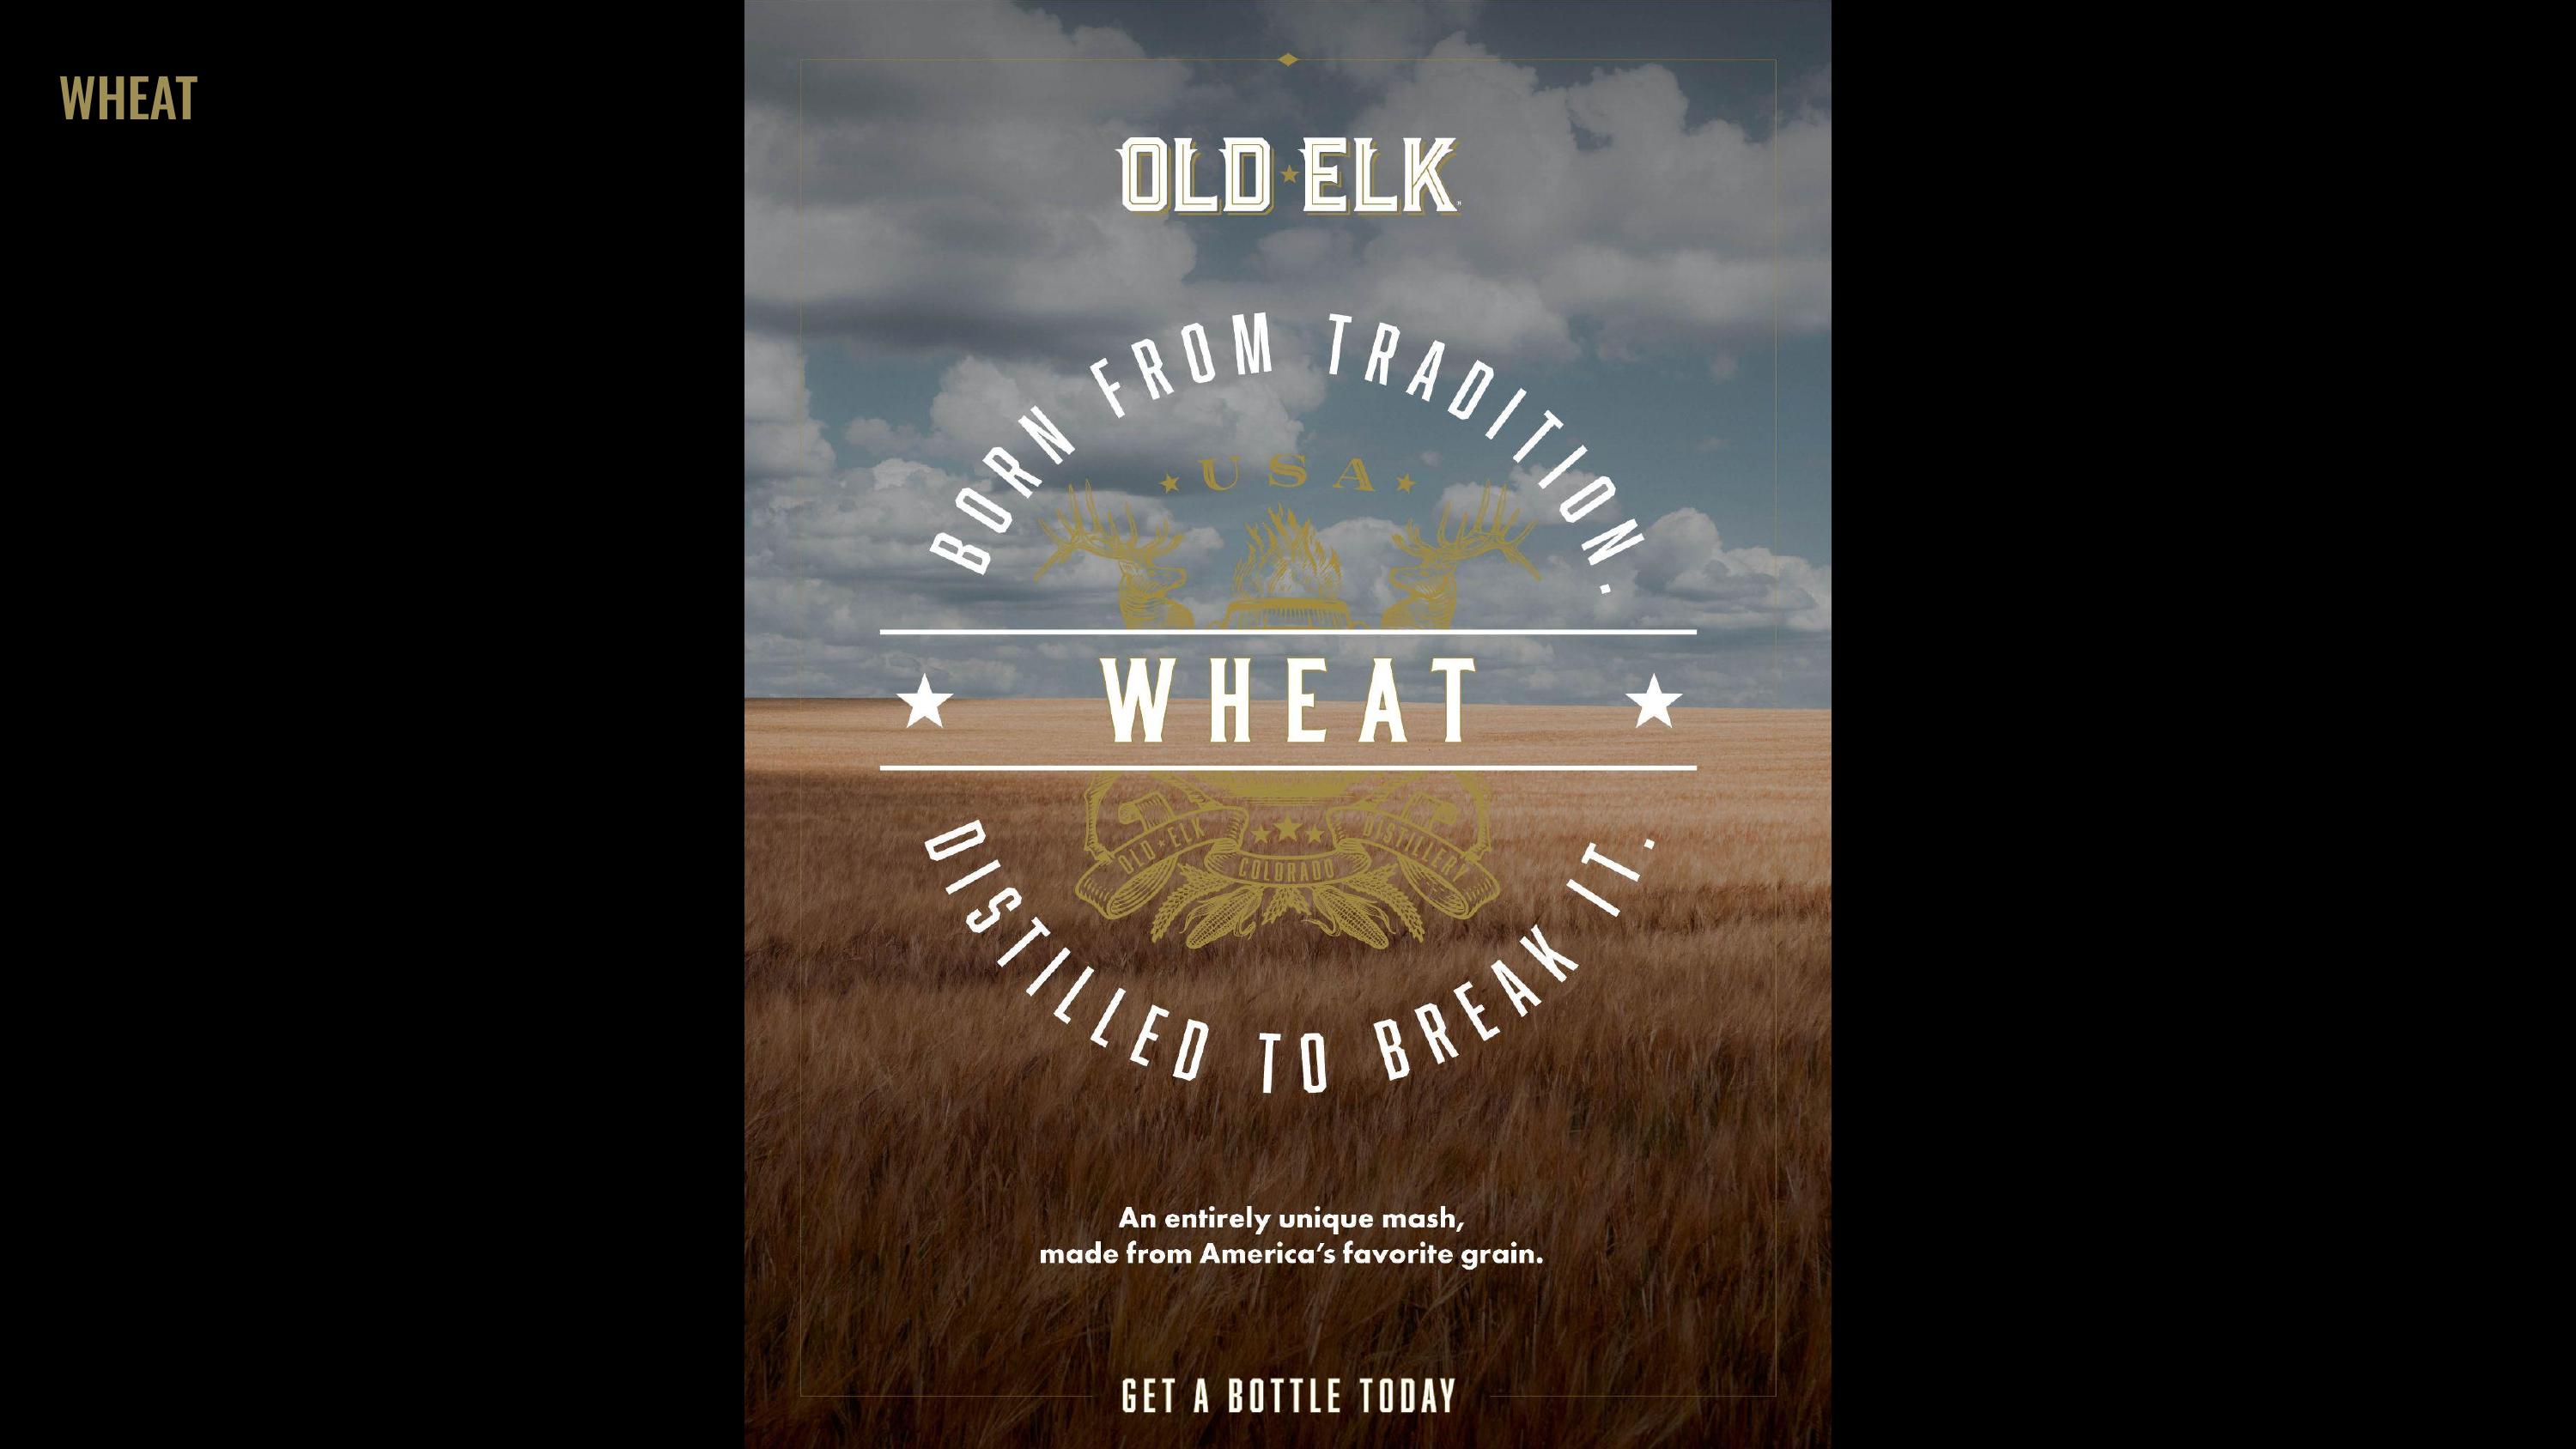 WHEAT
OLD ELK
BORN FROM TRADITION.
USA
WHEAT
OLD ELK DISTILLERY
COLORADO
DISTILLED TO BREAK IT.
An entirely unique mash,
made from America's favorite grain.
GET A BOTTLE TODAY